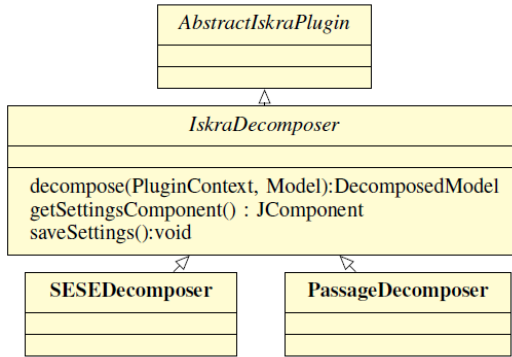 AbstractIskraPlugin
IskraDecomposer
decompose(PluginContext, Model):DecomposedModel
getSettingsComponent() : JComponent
saveSettings():void
SESEDecomposer
PassageDecomposer